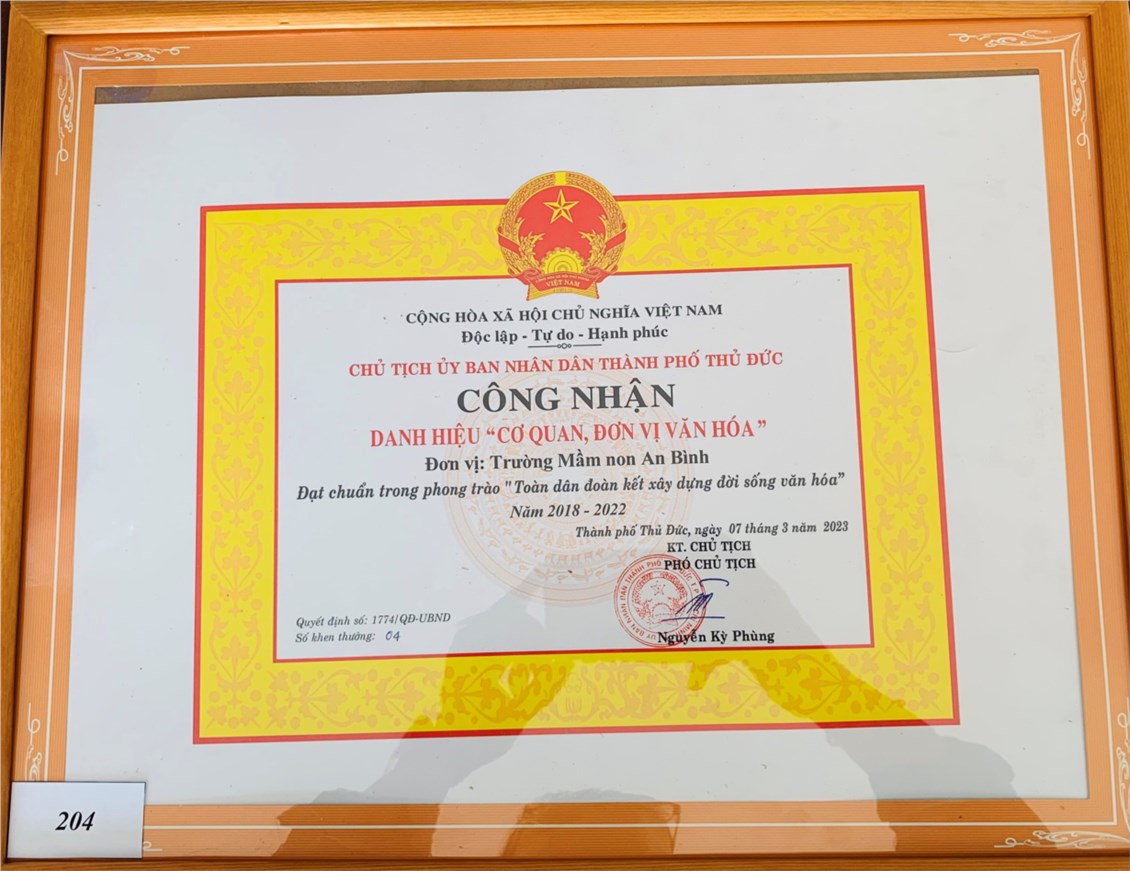 VIỆT NAM
CỘNG HÒA XÃ HỘI CHỦ NGHĨA VIỆT NAM
Độc lập - Tự do - Hạnh phúc
CHỦ TỊCH ỦY BAN NHÂN DÂN THÀNH PHỐ THỦ ĐỨC
CÔNG NHẬN
DANH HIỆU “CƠ QUAN, ĐƠN VỊ VĂN HÓA”
Đơn vị: Trường Mầm non An Bình
Đạt chuẩn trong phong trào "Toàn dân đoàn kết xây dựng đời sống văn hóa”
Năm 2018 - 2022
Thành phố Thủ Đức, ngày 07 tháng 3 năm 2023
KT. CHỦ TỊCH
PHÓ CHỦ TỊCH
Nguyễn Kỳ Phùng
Quyết định số: 1774/QĐ-UBND
Số khen thưởng: 04
204